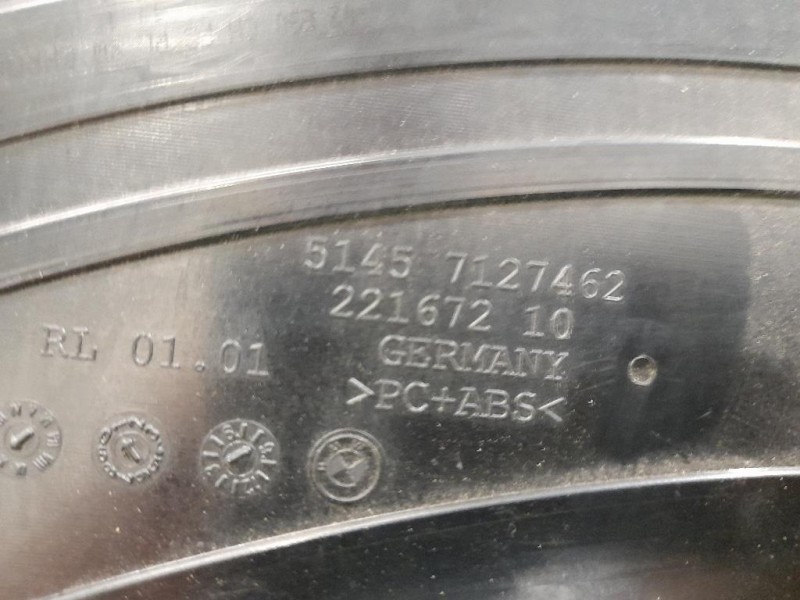 5145 7127462
221672 10
RL 01.01
GERMANY
>PC+ABS<